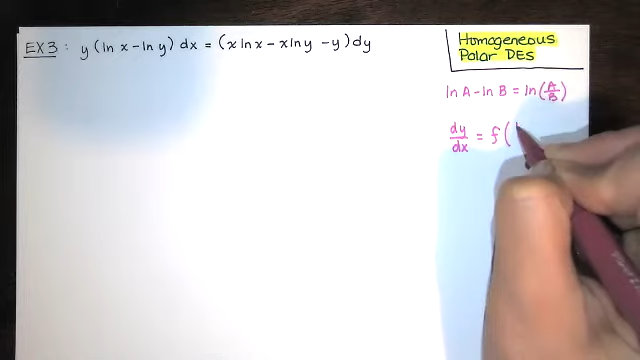 EX3: y (ln x - ln y) dx = (x ln x - x ln y - y) dy
Homogeneous
Polar DEs
ln A - ln B = ln(A/B)
dy/dx = f (